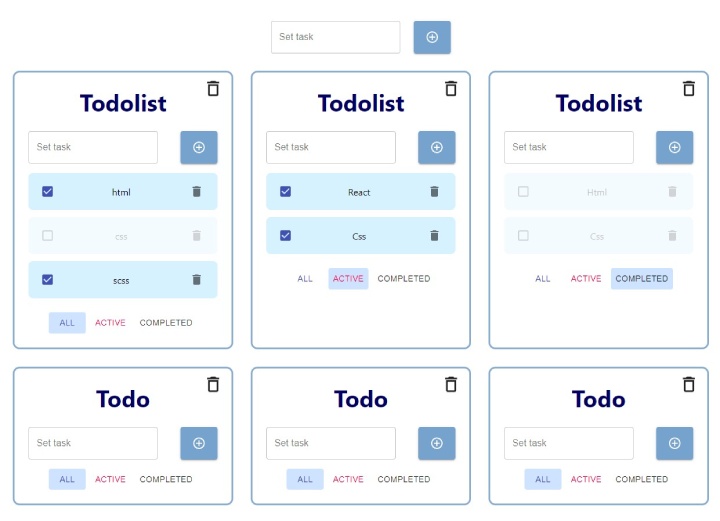 Set task
Todolist
Set task
html
css
scss
ALL ACTIVE COMPLETED
Todolist
Set task
React
Css
ALL ACTIVE COMPLETED
Todolist
Set task
Html
Css
ALL ACTIVE COMPLETED
Todo
Set task
ALL ACTIVE COMPLETED
Todo
Set task
ALL ACTIVE COMPLETED
Todo
Set task
ALL ACTIVE COMPLETED